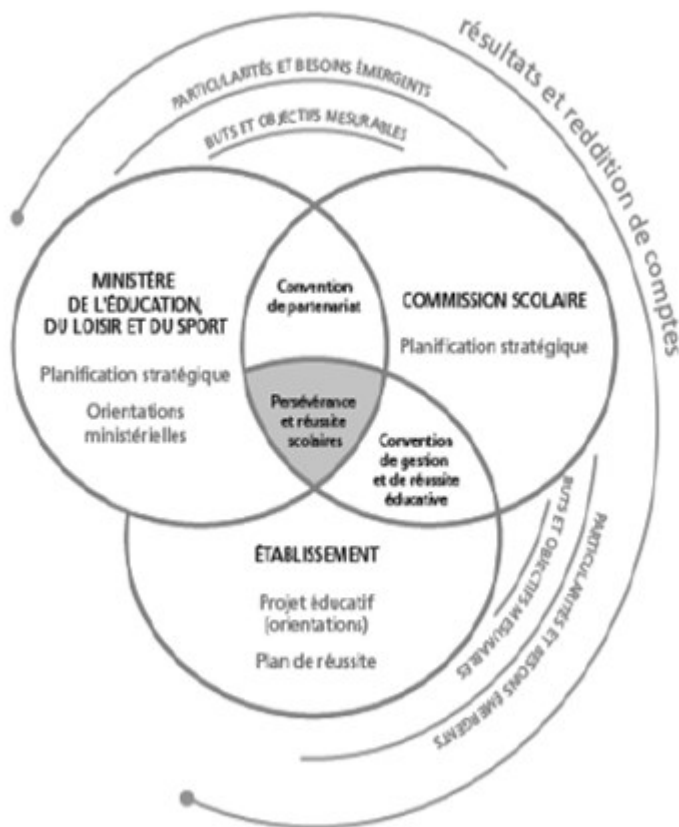 résultats et reddition de comptes
PARTICULARITÉS ET BESOINS ÉMERGENTS
BUTS ET OBJECTIFS MESURABLES
MINISTÈRE
DE L'ÉDUCATION,
DU LOISIR ET DU SPORT
Planification stratégique
Orientations
ministérielles
Convention
de partenariat
COMMISSION SCOLAIRE
Planification stratégique
Persévérance
et réussite
scolaires
Convention
de gestion
et de réussite
éducative
ÉTABLISSEMENT
Projet éducatif
(orientations)
Plan de réussite
BUTS ET OBJECTIFS MESURABLES
PARTICULARITÉS ET BESOINS ÉMERGENTS